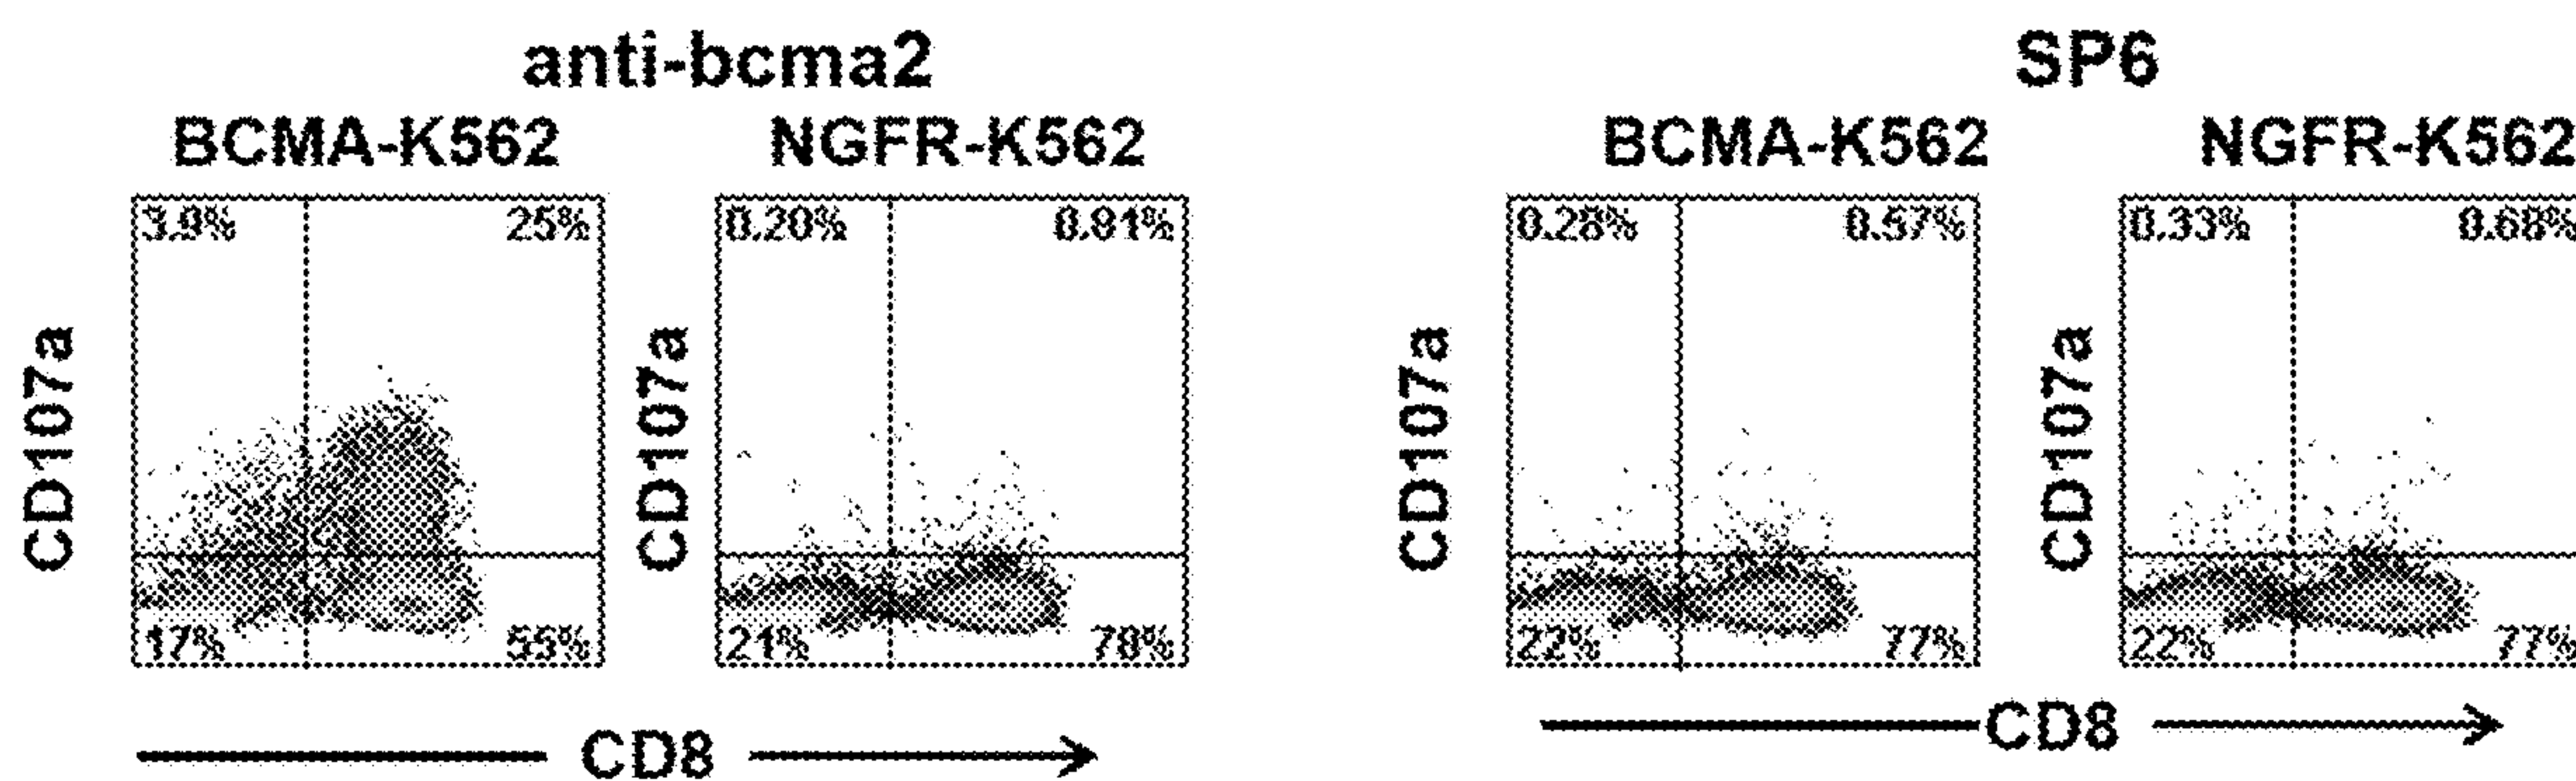 anti-bcma2
SP6
BCMA-K562
NGFR-K562
BCMA-K562
NGFR-K562
3.9%
25%
0.20%
0.81%
0.28%
0.57%
0.33%
0.68%
CD107a
CD107a
CD107a
CD107a
17%
55%
21%
78%
22%
77%
22%
77%
CD8
CD8